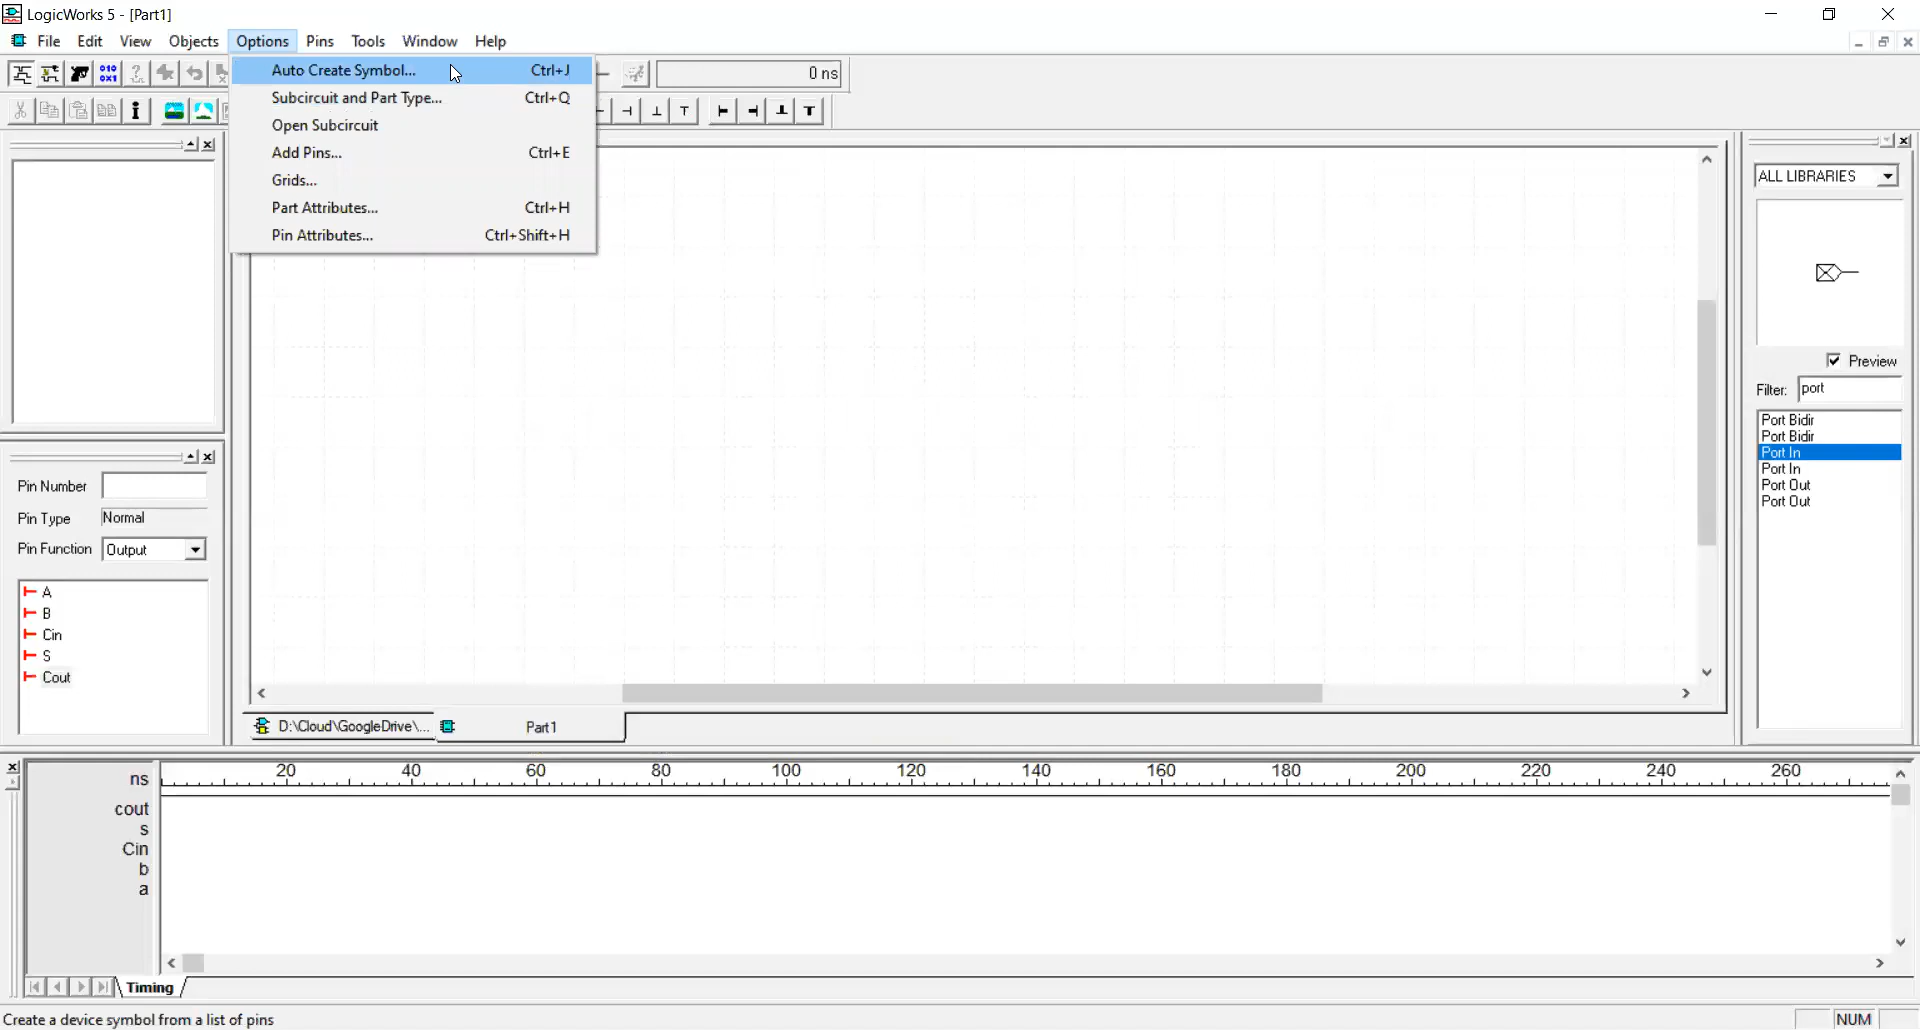 LogicWorks 5 - [Part1]
File Edit View Objects Options Pins Tools Window Help
Auto Create Symbol... Ctrl+J
0 ns
Subcircuit and Part Type... Ctrl+Q
Open Subcircuit
Add Pins... Ctrl+E
Grids...
Part Attributes... Ctrl+H
Pin Attributes... Ctrl+Shift+H
ALL LIBRARIES
Preview
Filter: port
Port Bidir
Port Bidir
Port In
Port In
Port Out
Port Out
Pin Number
Pin Type Normal
Pin Function Output
A
B
Cin
S
Cout
D:\Cloud\GoogleDrive\... Part1
ns 20 40 60 80 100 120 140 160 180 200 220 240 260
cout
s
Cin
b
a
Timing
Create a device symbol from a list of pins NUM